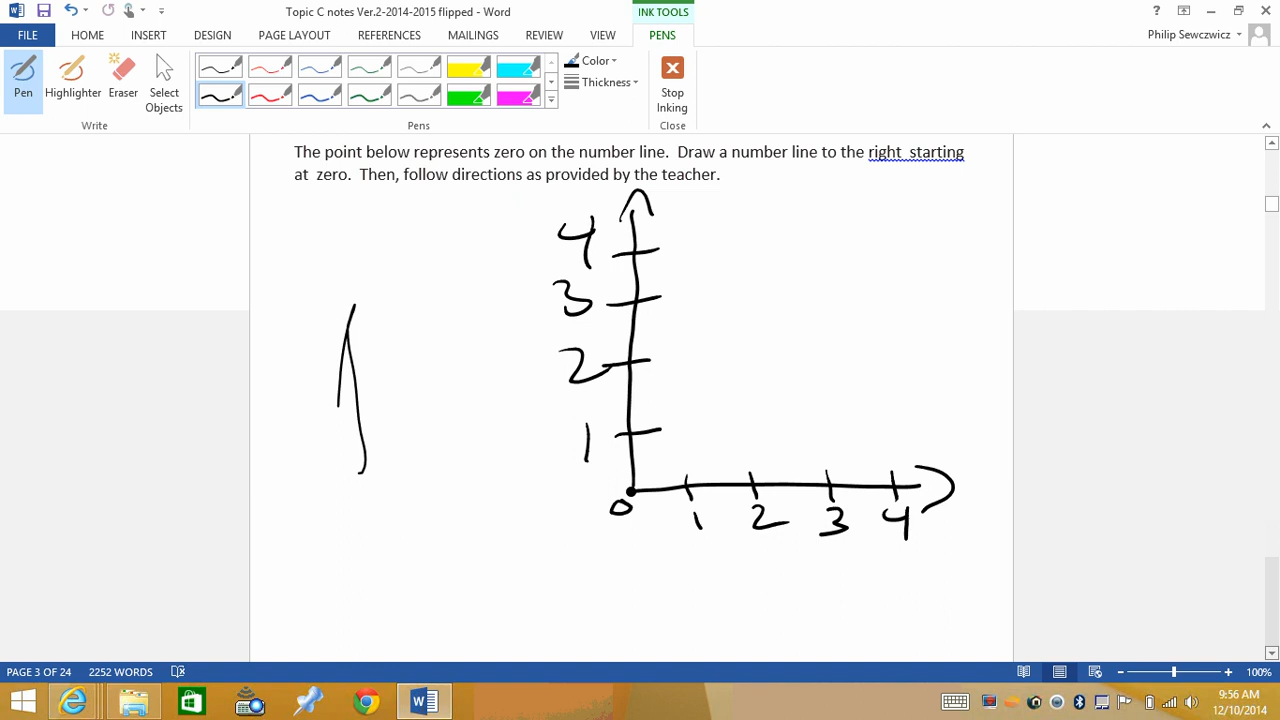 Topic C notes Ver.2-2014-2015 flipped - Word
INK TOOLS
?
FILE HOME INSERT DESIGN PAGE LAYOUT REFERENCES MAILINGS REVIEW VIEW PENS
Philip Sewczwicz
Pen
Highlighter
Eraser
Select Objects
Color
Thickness
Stop Inking
Write
Pens
Close
The point below represents zero on the number line. Draw a number line to the right starting
at zero. Then, follow directions as provided by the teacher.
4
3
2
1
0
1 2 3 4
PAGE 3 OF 24 2252 WORDS
100%
9:56 AM
12/10/2014